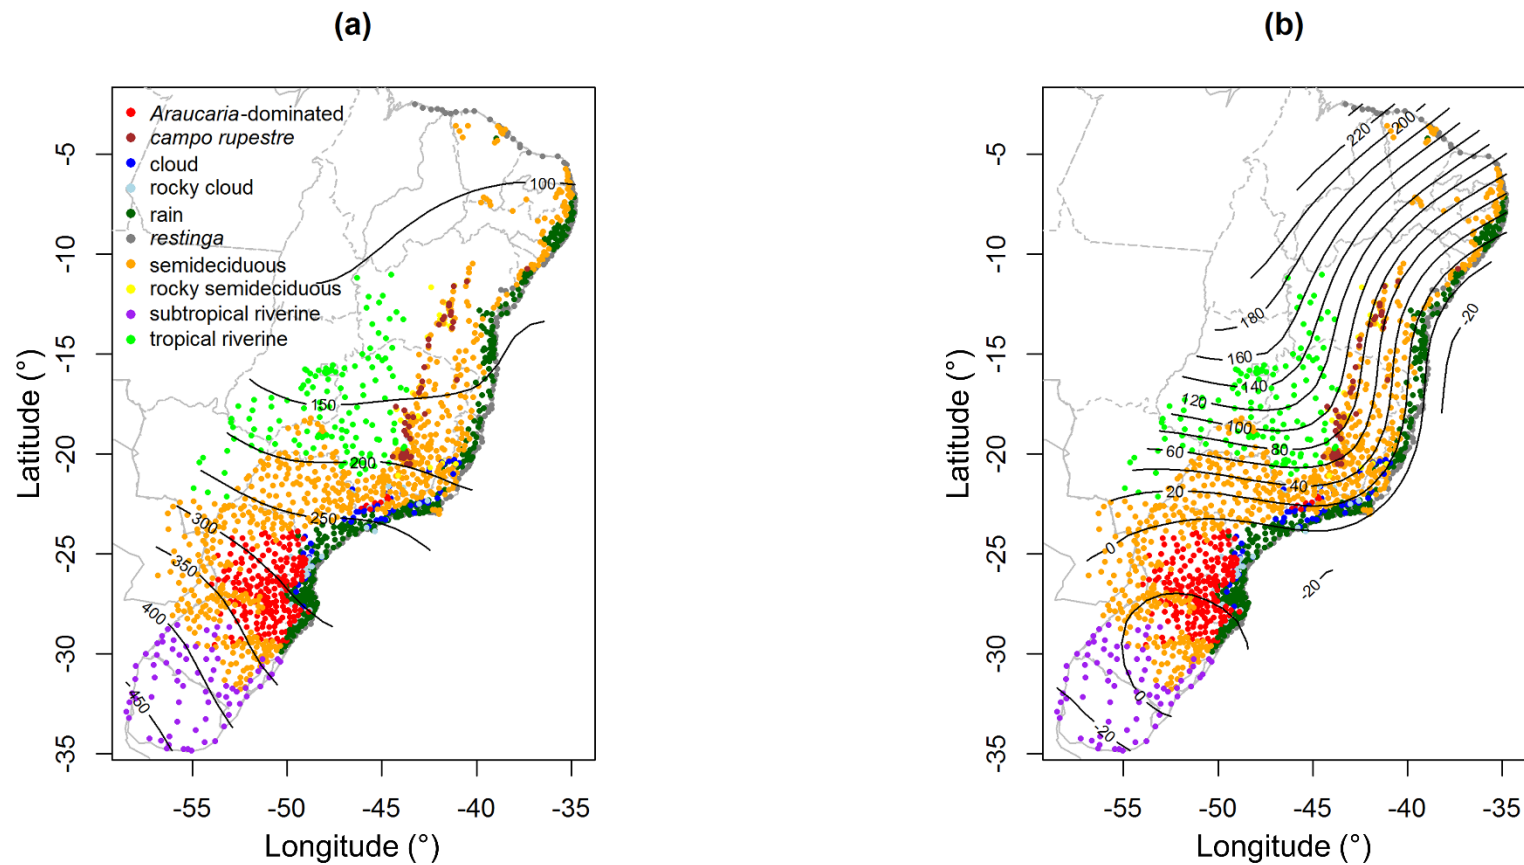 (a)
(b)
Araucaria-dominated
campo rupestre
cloud
rocky cloud
rain
restinga
semideciduous
rocky semideciduous
subtropical riverine
tropical riverine
100
150
200
250
300
350
400
450
-5
-10
-15
-20
-25
-30
-35
Latitude (°)
-55 -50 -45 -40 -35
Longitude (°)
220
200
180
160
140
120
100
80
60
40
20
0
-20
-20
0
-20
-5
-10
-15
-20
-25
-30
-35
Latitude (°)
-55 -50 -45 -40 -35
Longitude (°)